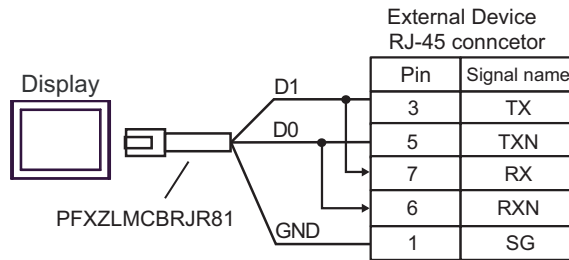 External Device
RJ-45 conncetor
Display
Pin Signal name
D1
3 TX
D0
5 TXN
7 RX
6 RXN
PFXZLMCBRJR81
GND
1 SG